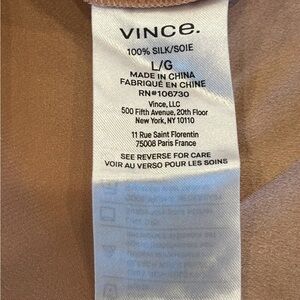 VINCE.
100% SILK/SOIE
L/G
MADE IN CHINA
FABRIQUÉ EN CHINE
RN#106730
Vince, LLC
500 Fifth Avenue, 20th Floor
New York, NY 10110
11 Rue Saint Florentin
75008 Paris France
SEE REVERSE FOR CARE
VOIR AU VERSO POUR LES SOINS